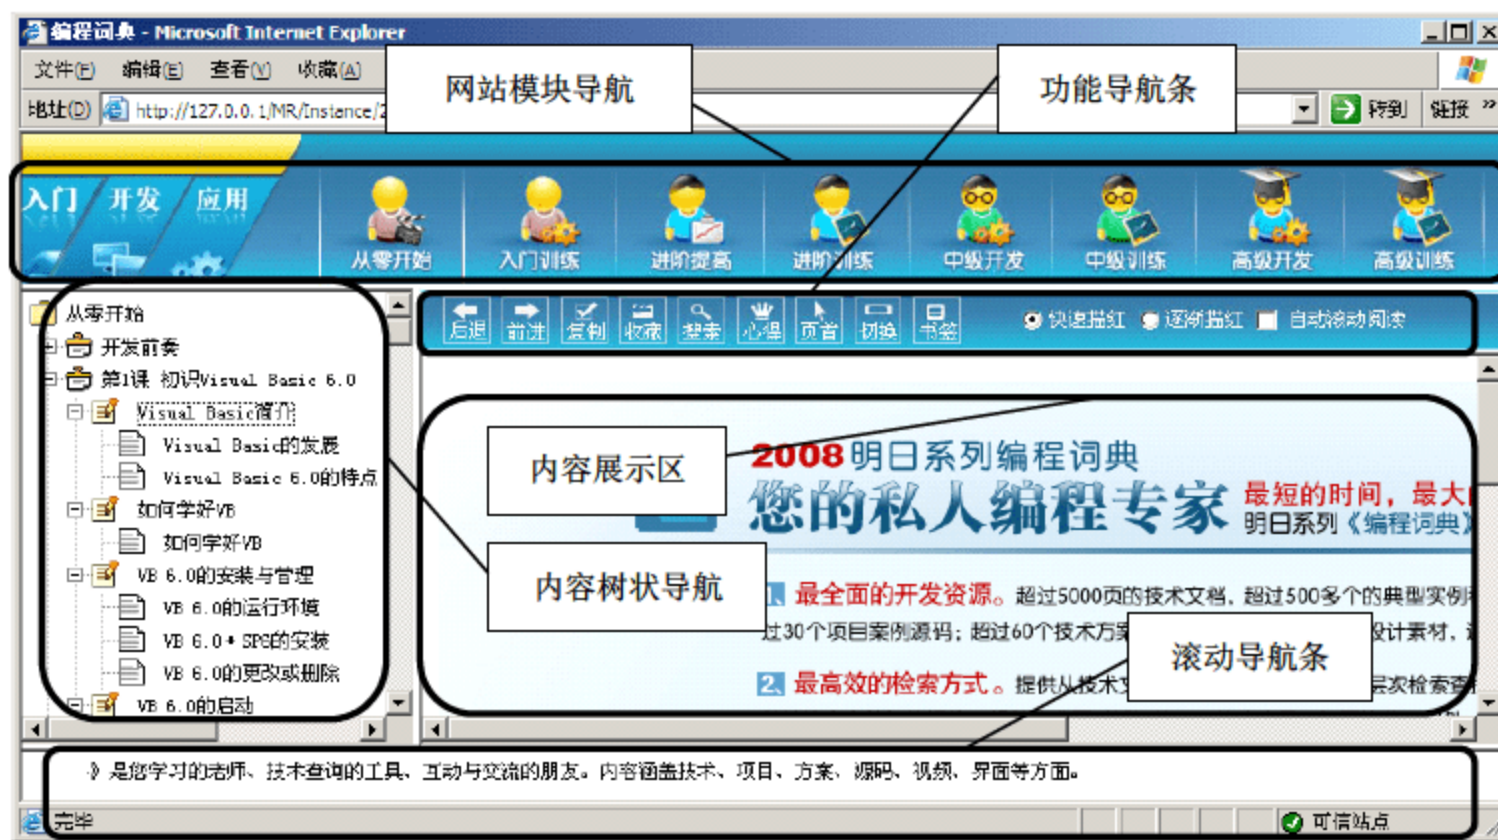 编程词典 - Microsoft Internet Explorer
文件(F) 编辑(E) 查看(V) 收藏(A)
网站模块导航
功能导航条
地址(D) http://127.0.0.1/MR/Instance/2
转到 链接 »
入门 开发 应用
从零开始 入门训练 进阶提高 进阶训练 中级开发 中级训练 高级开发 高级训练
从零开始
开发前奏
第1课 初识Visual Basic 6.0
Visual Basic简介
Visual Basic的发展
Visual Basic 6.0的特点
如何学好VB
如何学好VB
VB 6.0的安装与管理
VB 6.0的运行环境
VB 6.0+SP6的安装
VB 6.0的更改或删除
VB 6.0的启动
后退 前进 复制 收藏 搜索 心得 页首 切换 书签 快速描红 逐渐描红 自动滚动阅读
内容展示区
2008明日系列编程词典
您的私人编程专家
最短的时间，最大
明日系列《编程词典》
内容树状导航
1、最全面的开发资源。超过5000页的技术文档，超过500多个的典型实例
过30个项目案例源码；超过60个技术方 设计素材，
滚动导航条
2、最高效的检索方式。提供从技术 层次检索查
是您学习的老师、技术查询的工具、互动与交流的朋友。内容涵盖技术、项目、方案、源码、视频、界面等方面。
完毕 可信站点